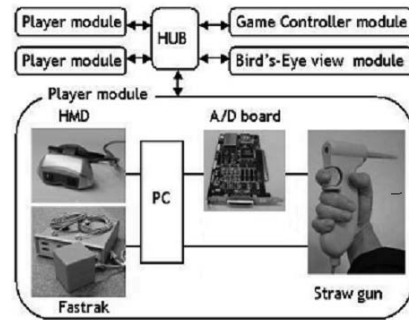 Player module
Game Controller module
HUB
Player module
Bird's-Eye view module
Player module
HMD
A/D board
PC
Fastrak
Straw gun